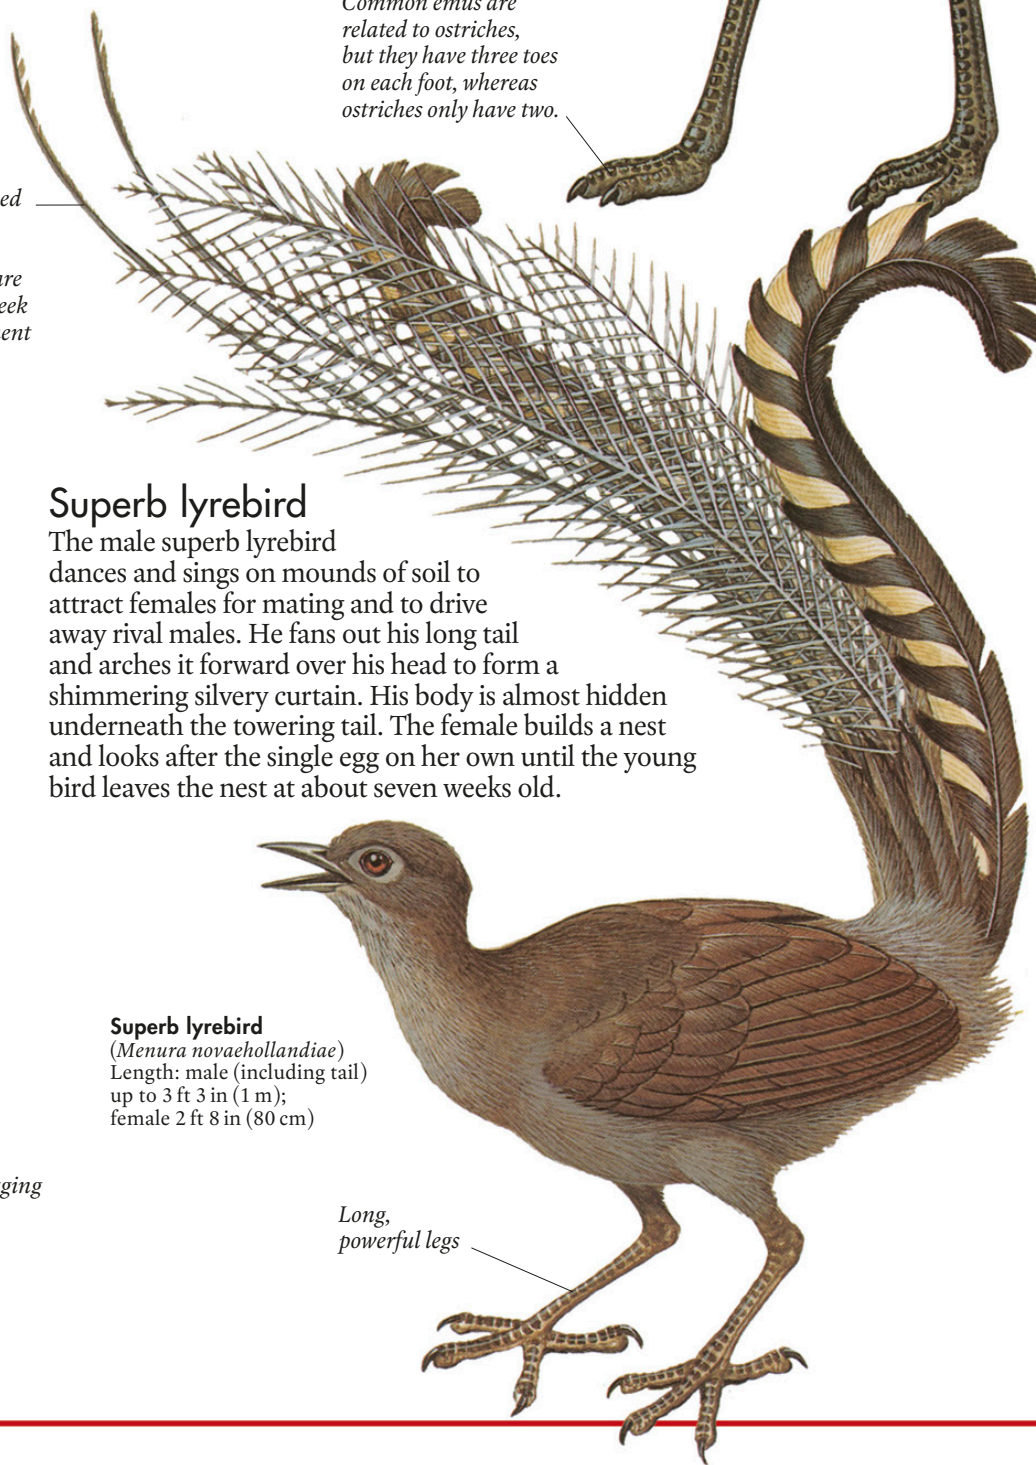 Common emus are
related to ostriches,
but they have three toes
on each foot, whereas
ostriches only have two.
ed
are
eek
ent
Superb lyrebird
The male superb lyrebird
dances and sings on mounds of soil to
attract females for mating and to drive
away rival males. He fans out his long tail
and arches it forward over his head to form a
shimmering silvery curtain. His body is almost hidden
underneath the towering tail. The female builds a nest
and looks after the single egg on her own until the young
bird leaves the nest at about seven weeks old.
Superb lyrebird
(Menura novaehollandiae)
Length: male (including tail)
up to 3 ft 3 in (1 m);
female 2 ft 8 in (80 cm)
ging
Long,
powerful legs